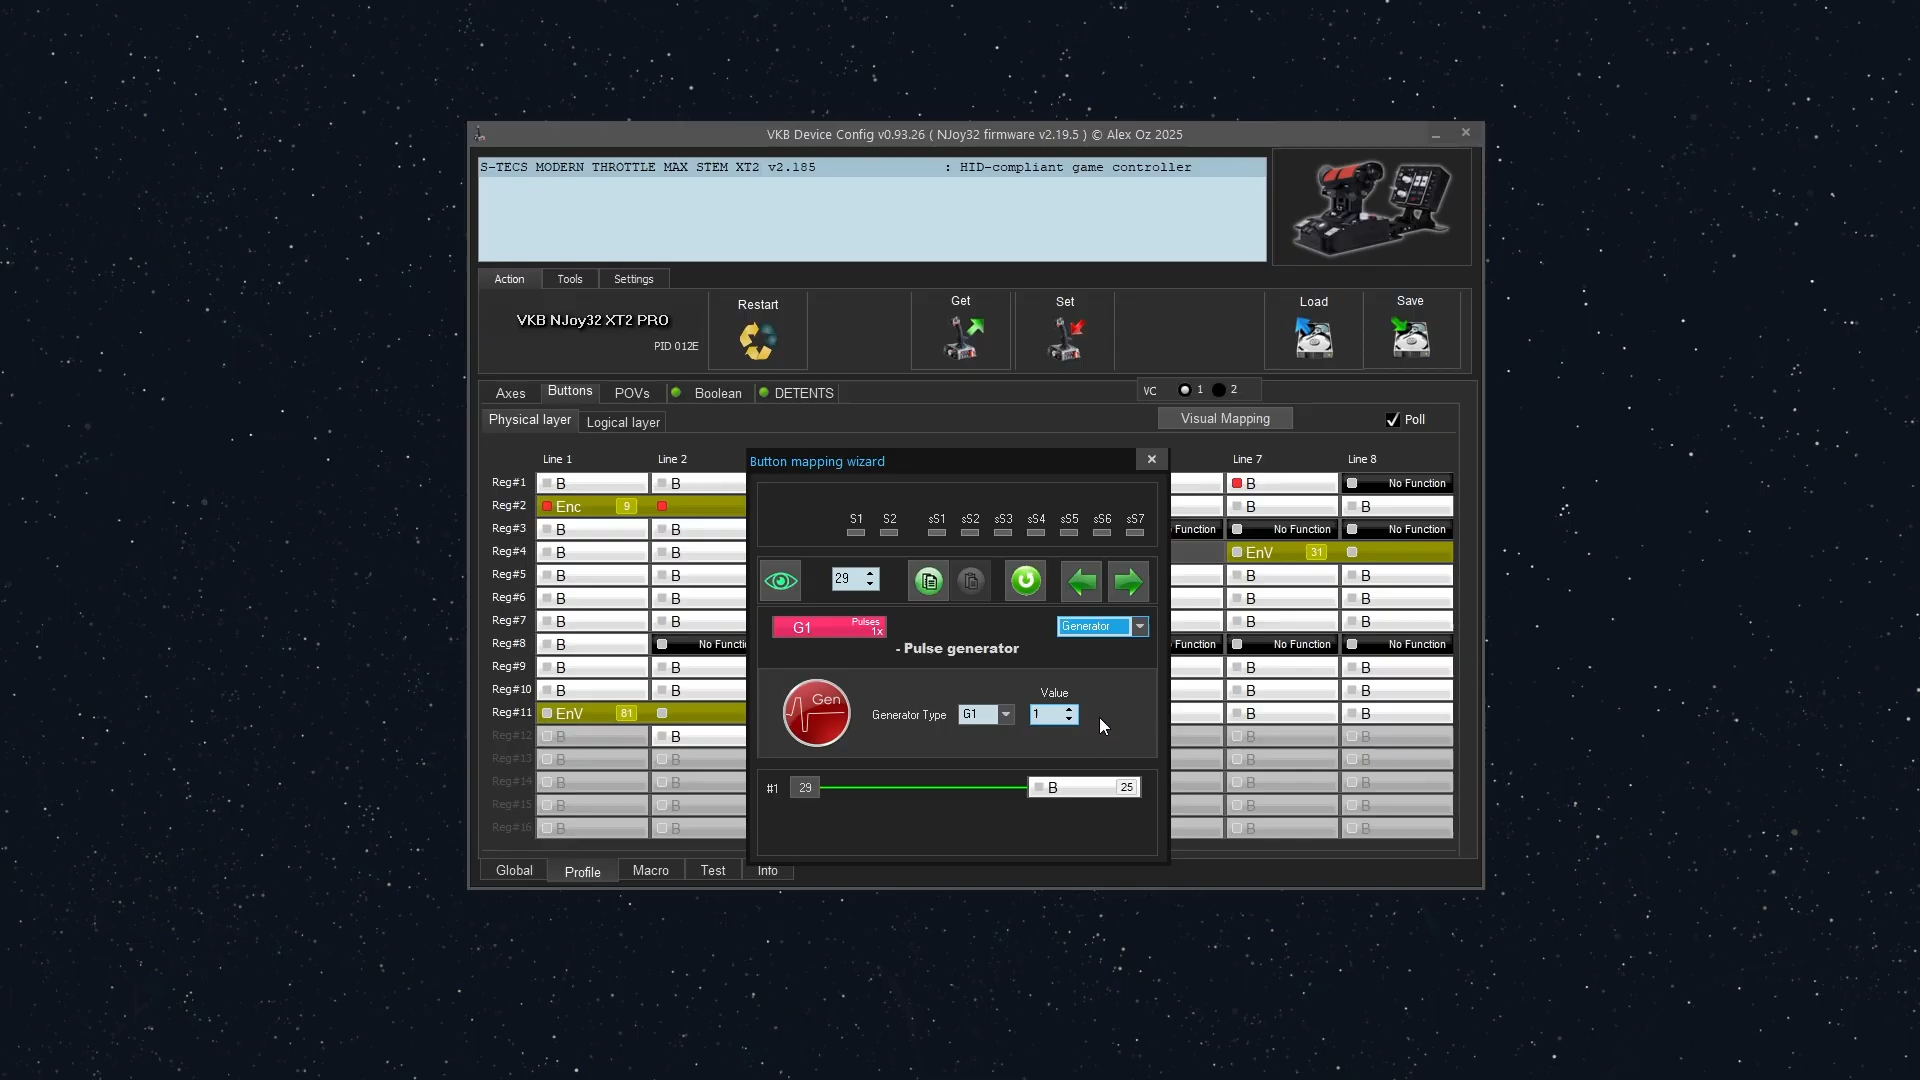 VKB Device Config v0.93.26 ( NJoy32 firmware v2.19.5 ) © Alex Oz 2025
S-TECS MODERN THROTTLE MAX STEM XT2 v2.185 : HID-compliant game controller
Action Tools Settings
VKB NJoy32 XT2 PRO
PID 012E
Restart
Get
Set
Load
Save
Axes Buttons POVs Boolean DETENTS
VC 1 2
Physical layer Logical layer
Visual Mapping
Poll
Line 1 Line 2 Line 7 Line 8
Button mapping wizard
Reg#1 B B B No Function
Reg#2 Enc 9 B
Reg#3 B B Function No Function No Function
Reg#4 B B EnV 31
Reg#5 B B B B
Reg#6 B B B B
Reg#7 B B B B
Reg#8 B No Functi Function No Function No Function
Reg#9 B B B B
Reg#10 B B B B
Reg#11 EnV 81 B B
Reg#12 B B B B
Reg#13 B B B B
Reg#14 B B B B
Reg#15 B B B B
Reg#16 B B B B
S1 S2 sS1 sS2 sS3 sS4 sS5 sS6 sS7
29
G1 Pulses 1x
Generator
- Pulse generator
Gen
Value
Generator Type G1 1
#1 29 B 25
Global Profile Macro Test Info